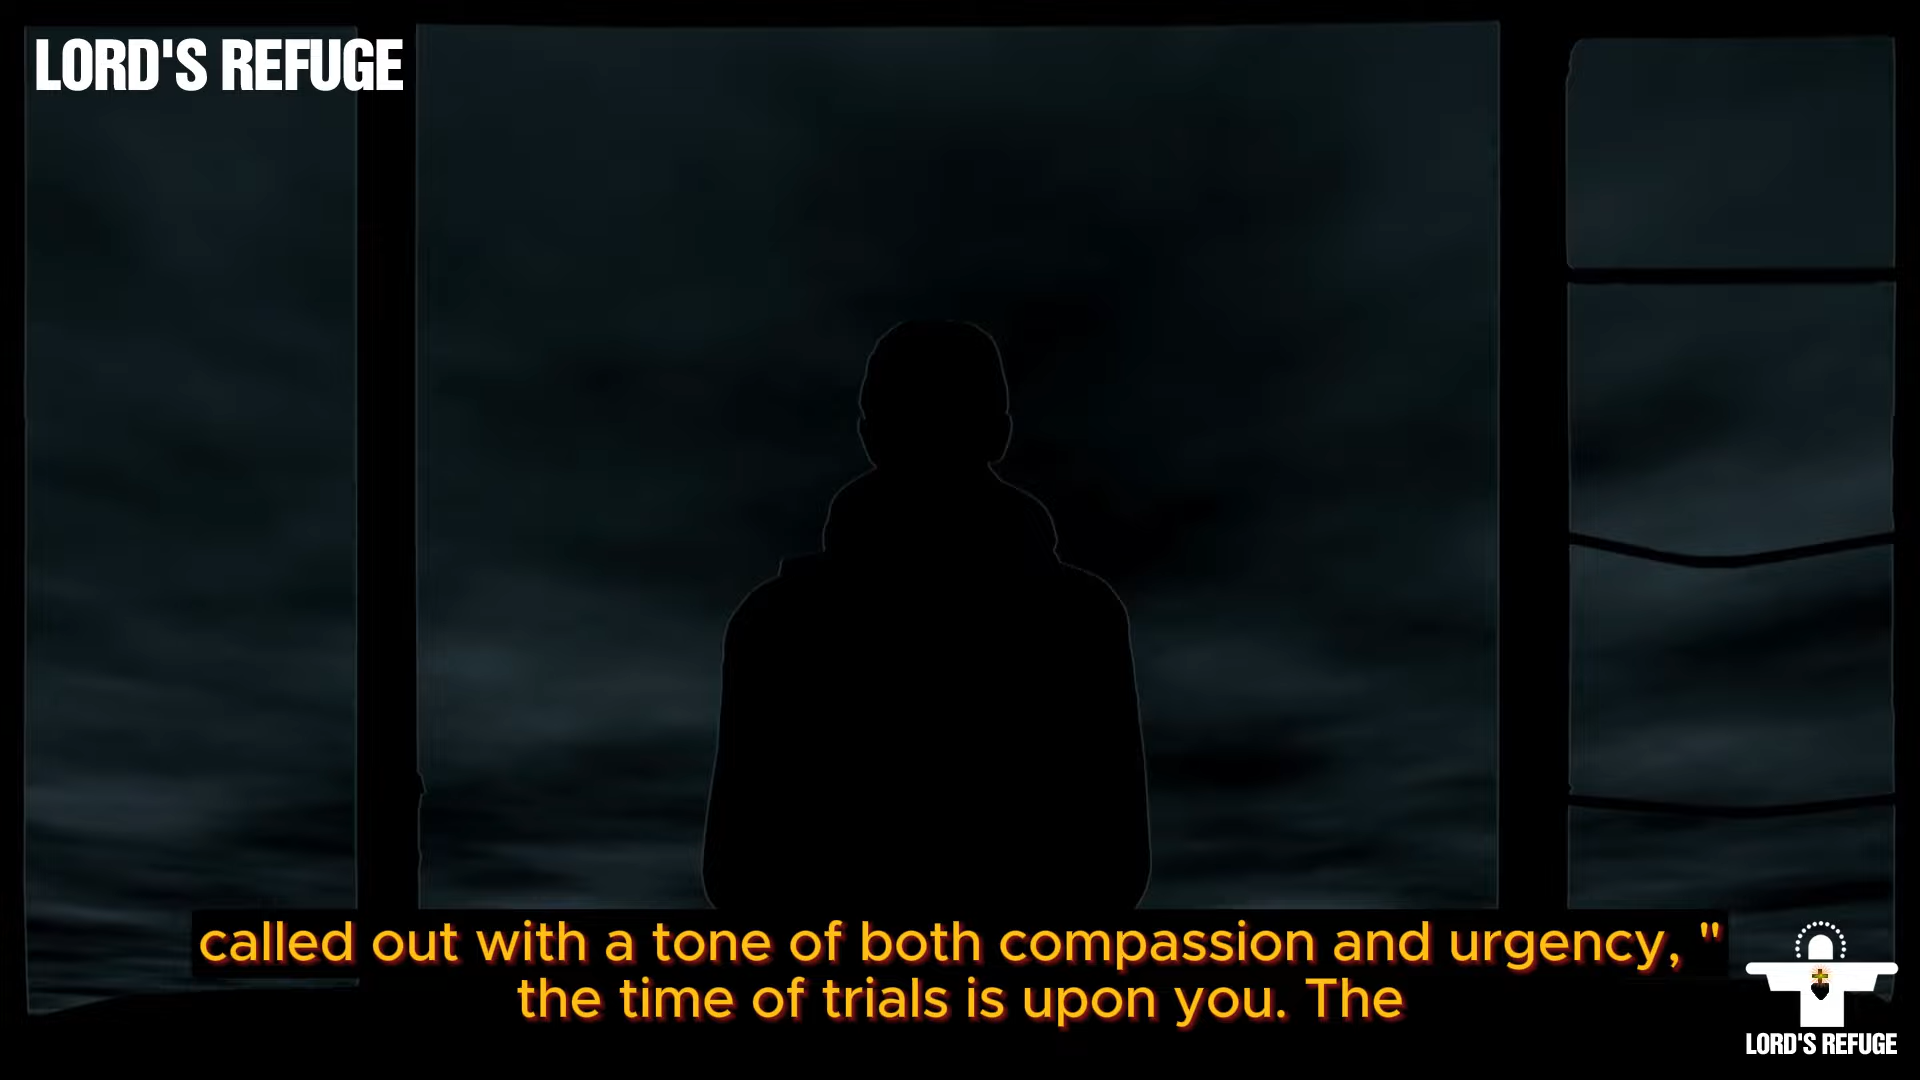 LORD'S REFUGE
called out with a tone of both compassion and urgency, "
the time of trials is upon you. The
LORD'S REFUGE